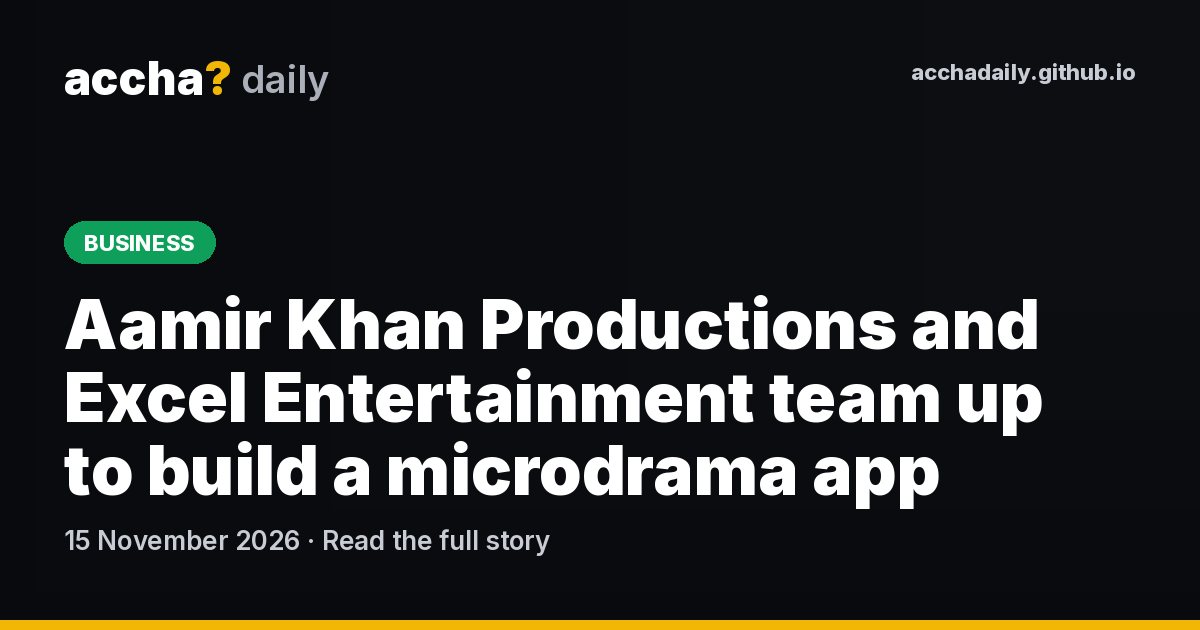 accha? daily
acchadaily.github.io
BUSINESS
Aamir Khan Productions and
Excel Entertainment team up
to build a microdrama app
15 November 2026 · Read the full story